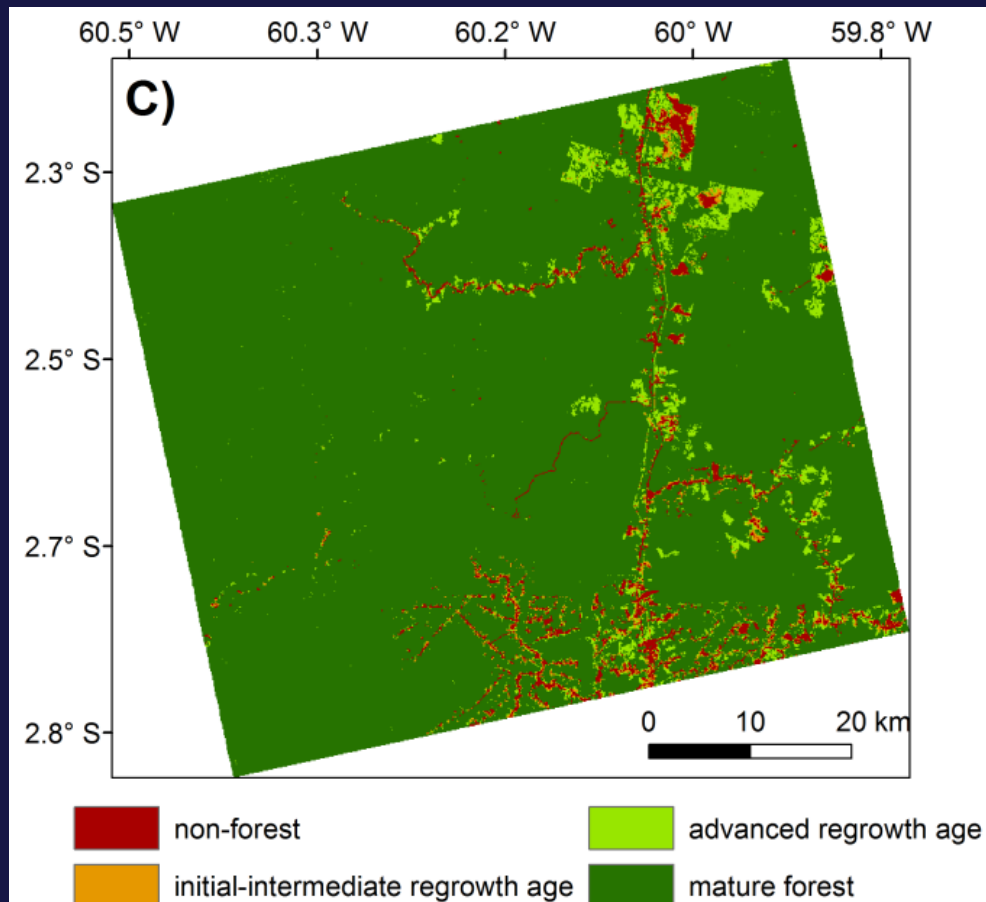 60.5° W 60.3° W 60.2° W 60° W 59.8° W
C)
2.3° S
2.5° S
2.7° S
2.8° S
0 10 20 km
non-forest
advanced regrowth age
initial-intermediate regrowth age
mature forest